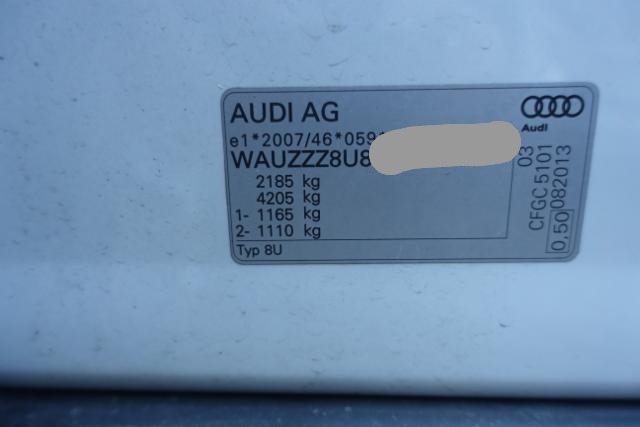 AUDI AG
Audi
e1*2007/46*059
WAUZZZ8U8
2185 kg
4205 kg
1- 1165 kg
2- 1110 kg
Typ 8U
03
CFGC 5101
0,50 082013